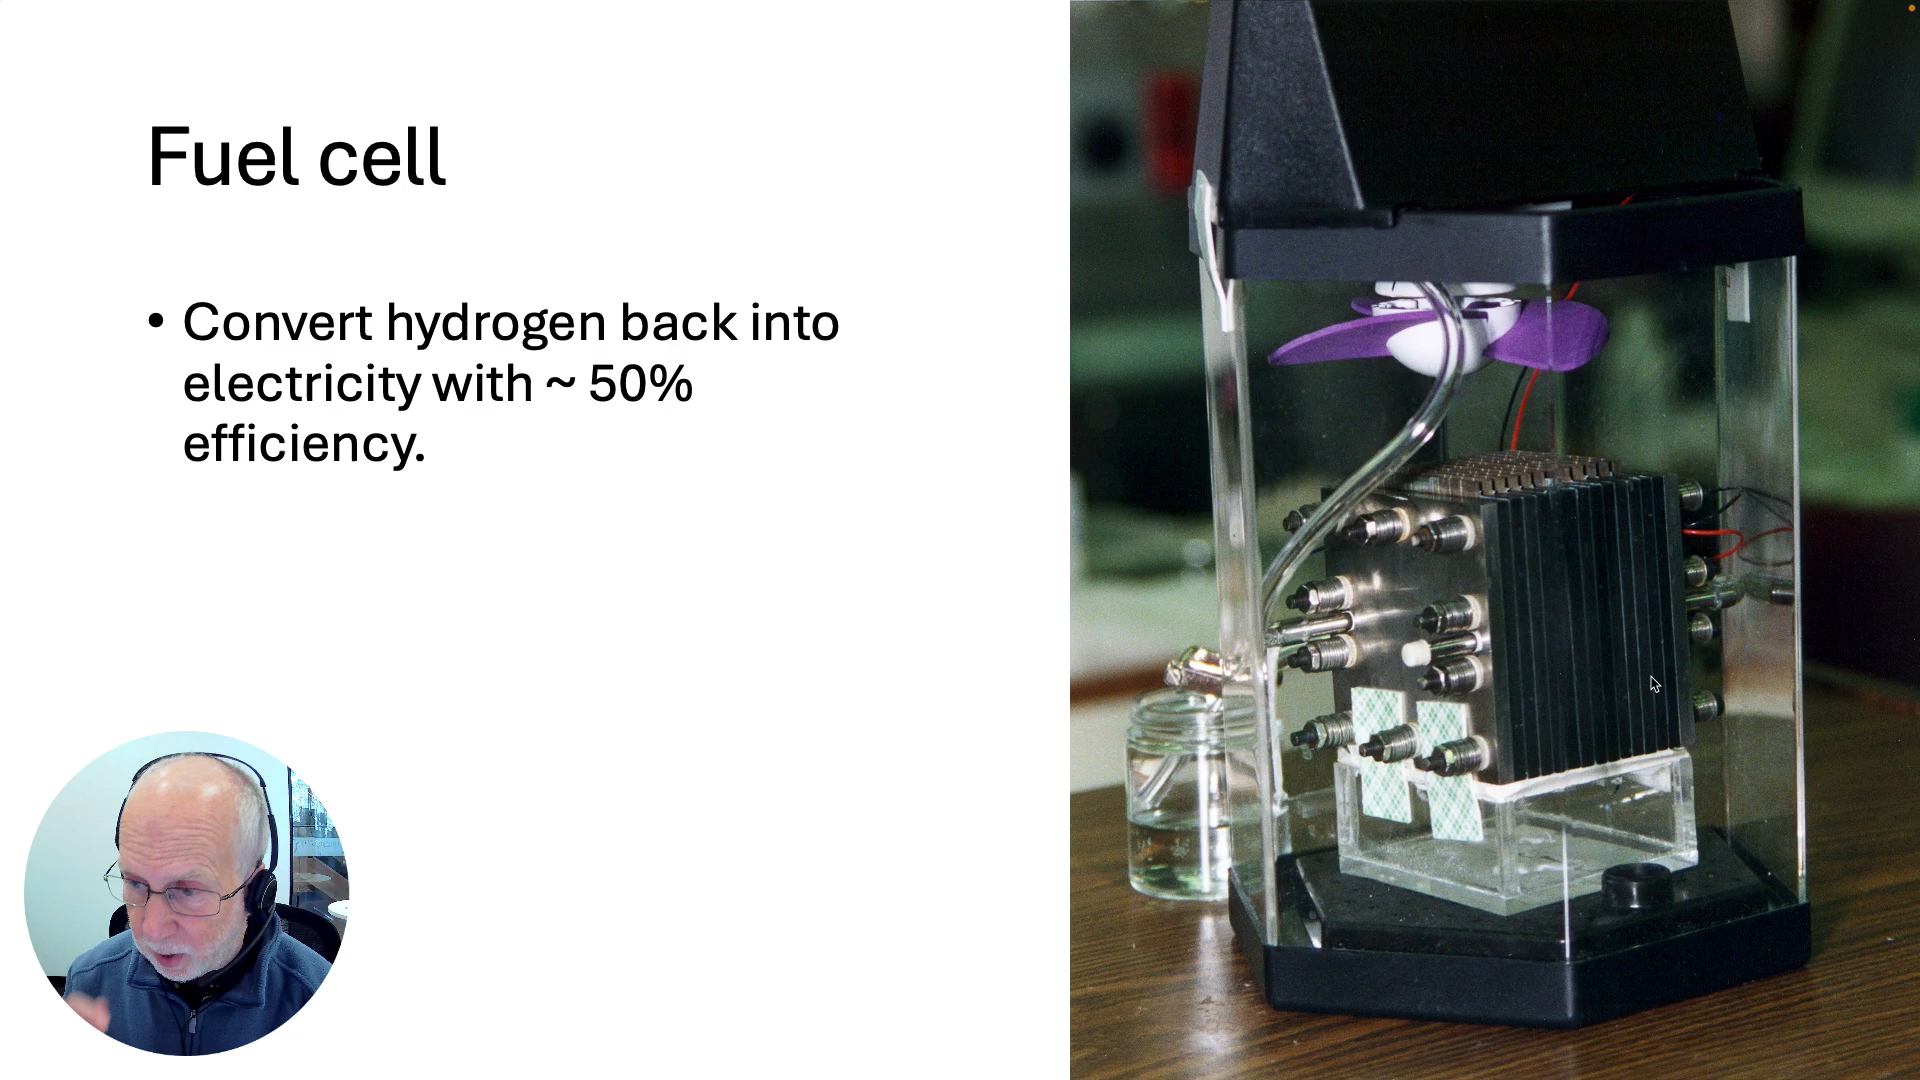 Fuel cell
• Convert hydrogen back into
electricity with ~ 50%
efficiency.